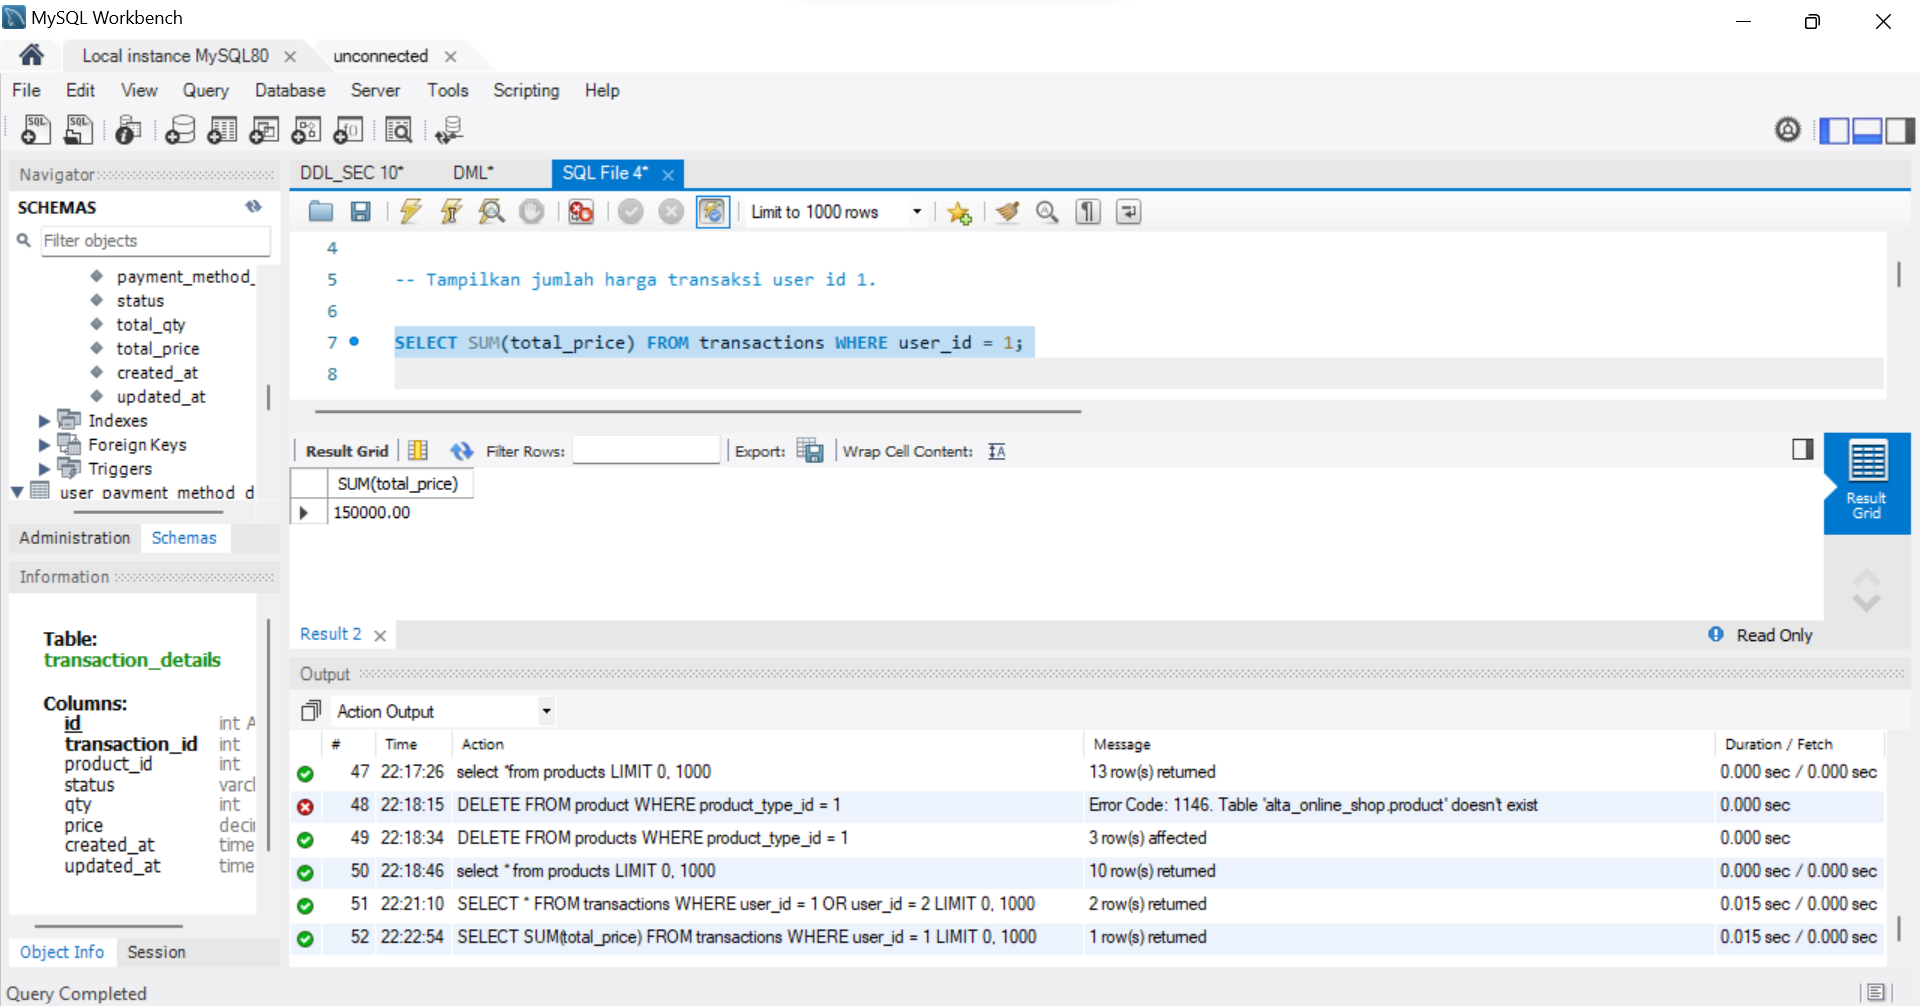 MySQL Workbench
Local instance MySQL80
unconnected
File Edit View Query Database Server Tools Scripting Help
Navigator
SCHEMAS
Filter objects
payment_method_
status
total_qty
total_price
created_at
updated_at
Indexes
Foreign Keys
Triggers
user_payment_method_d
Administration Schemas
Information
Table:
transaction_details
Columns:
id int A
transaction_id int
product_id int
status varcl
qty int
price deci
created_at time
updated_at time
Object Info Session
DDL_SEC 10* DML* SQL File 4*
Limit to 1000 rows
4
5 -- Tampilkan jumlah harga transaksi user id 1.
6
7 SELECT SUM(total_price) FROM transactions WHERE user_id = 1;
8
Result Grid Filter Rows: Export: Wrap Cell Content:
SUM(total_price)
150000.00
Result
Grid
Result 2
Read Only
Output
Action Output
# Time Action Message Duration / Fetch
47 22:17:26 select *from products LIMIT 0, 1000 13 row(s) returned 0.000 sec / 0.000 sec
48 22:18:15 DELETE FROM product WHERE product_type_id = 1 Error Code: 1146. Table 'alta_online_shop.product' doesn't exist 0.000 sec
49 22:18:34 DELETE FROM products WHERE product_type_id = 1 3 row(s) affected 0.000 sec
50 22:18:46 select * from products LIMIT 0, 1000 10 row(s) returned 0.000 sec / 0.000 sec
51 22:21:10 SELECT * FROM transactions WHERE user_id = 1 OR user_id = 2 LIMIT 0, 1000 2 row(s) returned 0.015 sec / 0.000 sec
52 22:22:54 SELECT SUM(total_price) FROM transactions WHERE user_id = 1 LIMIT 0, 1000 1 row(s) returned 0.015 sec / 0.000 sec
Query Completed